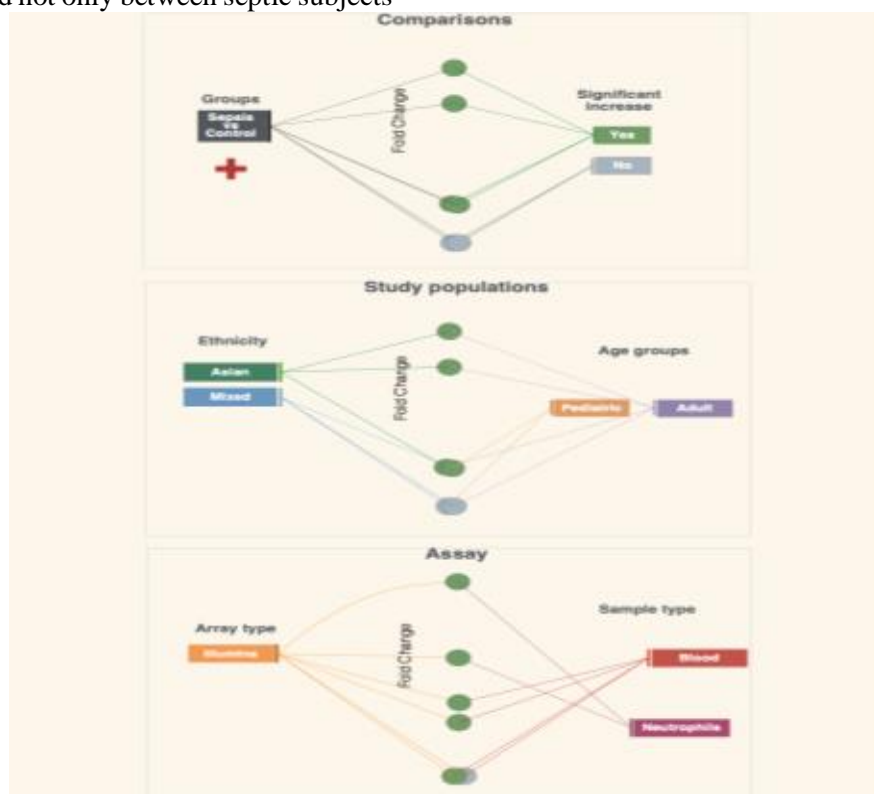 d not only between septic subjects
Comparisons
Groups
Sepsis
vs
Control
Fold Change
Significant
increase
Yes
No
Study populations
Ethnicity
Asian
Mixed
Fold Change
Age groups
Pediatric
Adult
Assay
Array type
Illumina
Fold Change
Sample type
Blood
Neutrophils